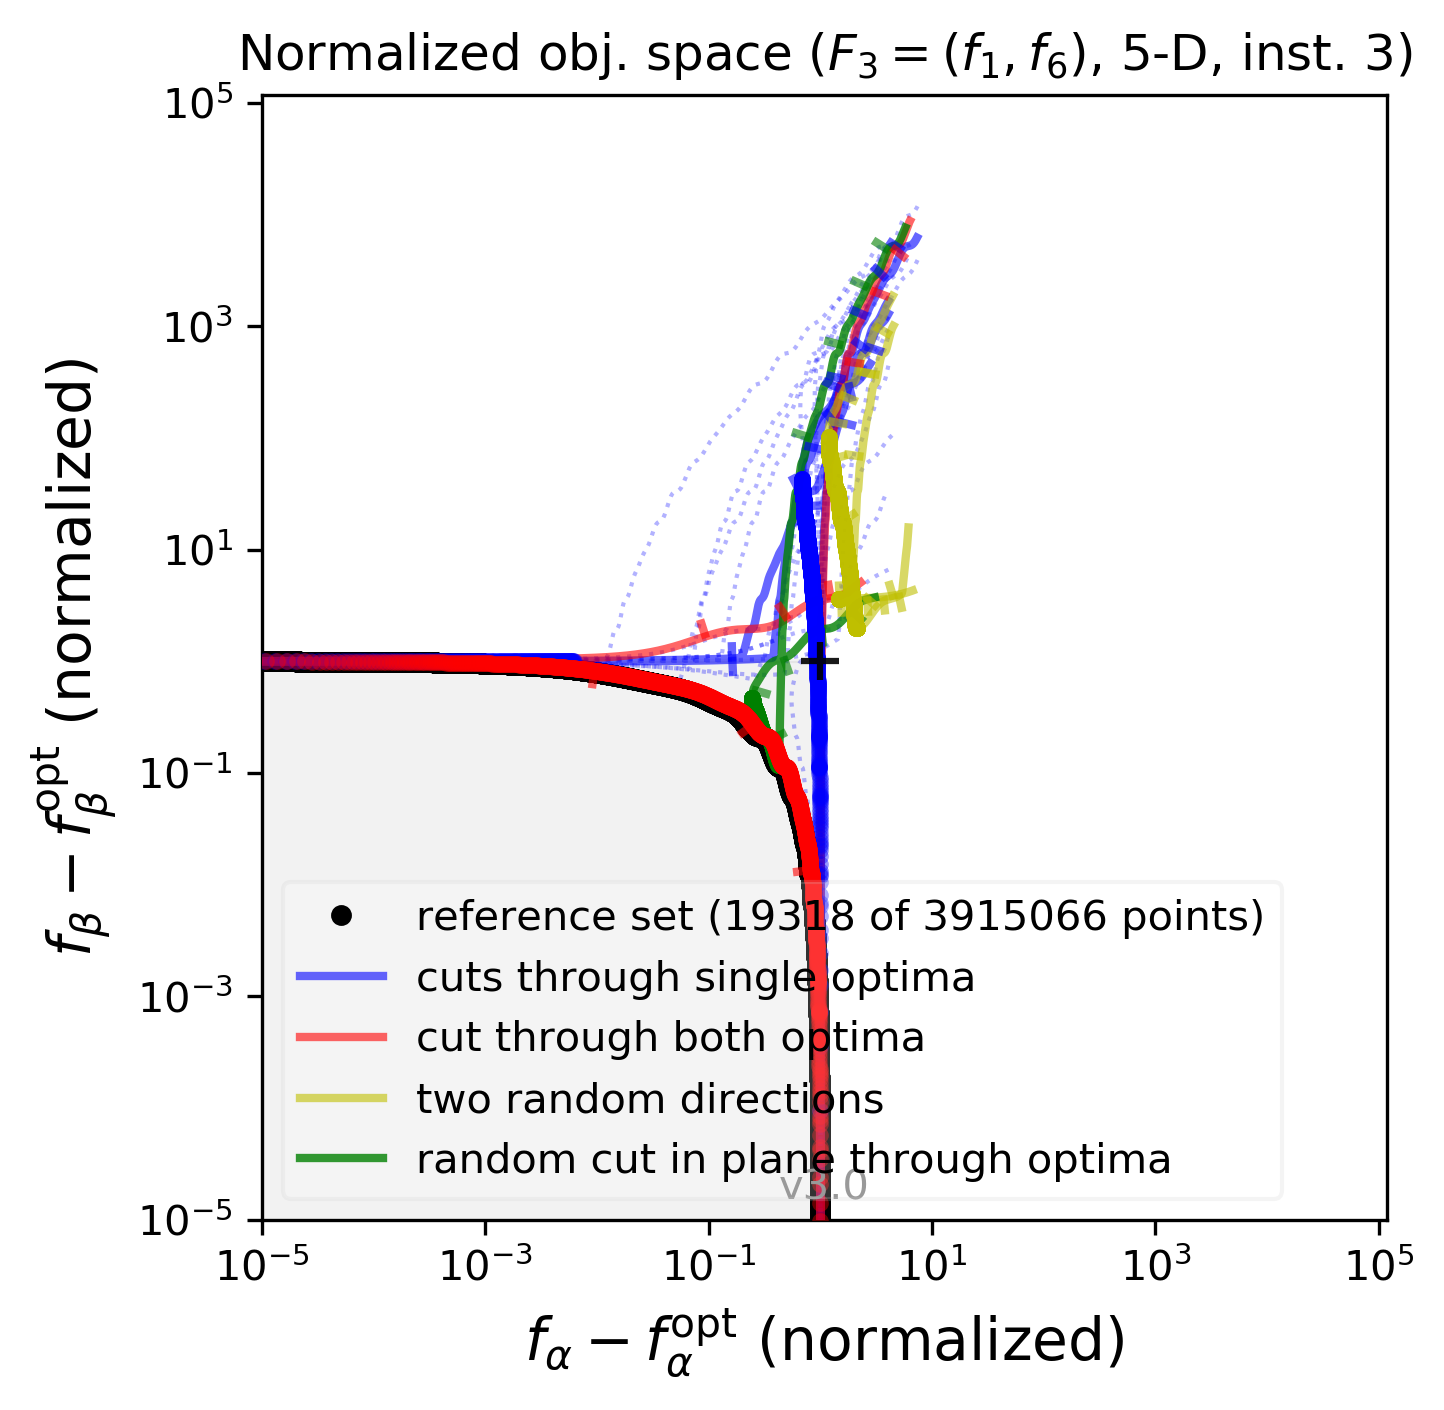 Normalized obj. space (F₃ = (f₁, f₆), 5-D, inst. 3)
10⁵
10³
10¹
10⁻¹
10⁻³
10⁻⁵
f_β − f_β^opt (normalized)
reference set (19318 of 3915066 points)
cuts through single optima
cut through both optima
two random directions
random cut in plane through optima
v3.0
10⁻⁵ 10⁻³ 10⁻¹ 10¹ 10³ 10⁵
f_α − f_α^opt (normalized)